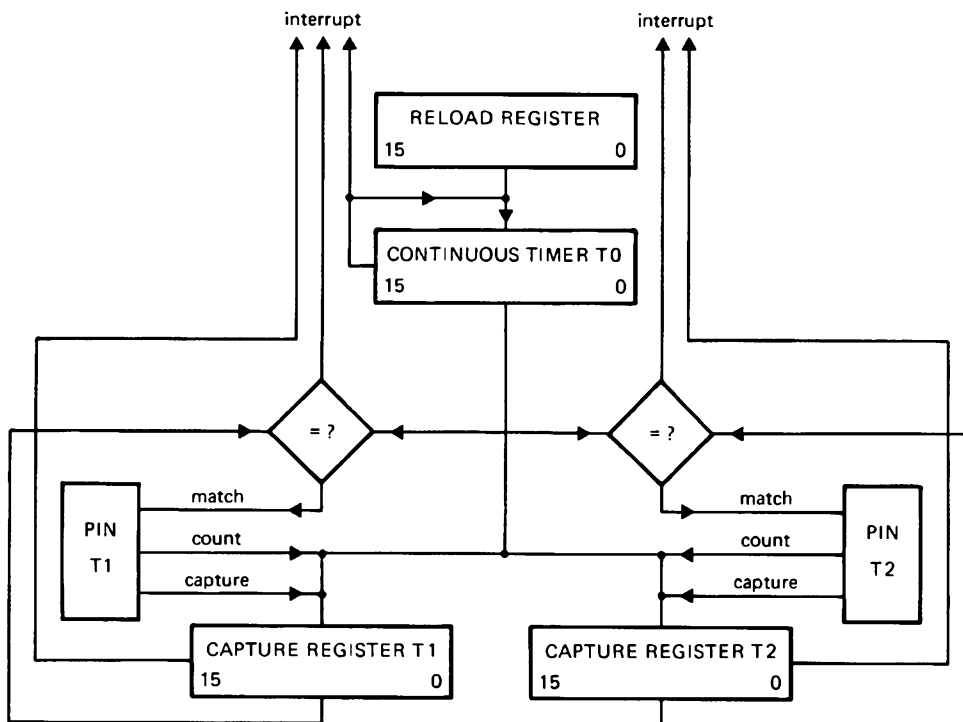 interrupt
interrupt
RELOAD REGISTER
15 0
CONTINUOUS TIMER T0
15 0
= ?
= ?
PIN
T1
match
count
capture
match
count
capture
PIN
T2
CAPTURE REGISTER T1
15 0
CAPTURE REGISTER T2
15 0